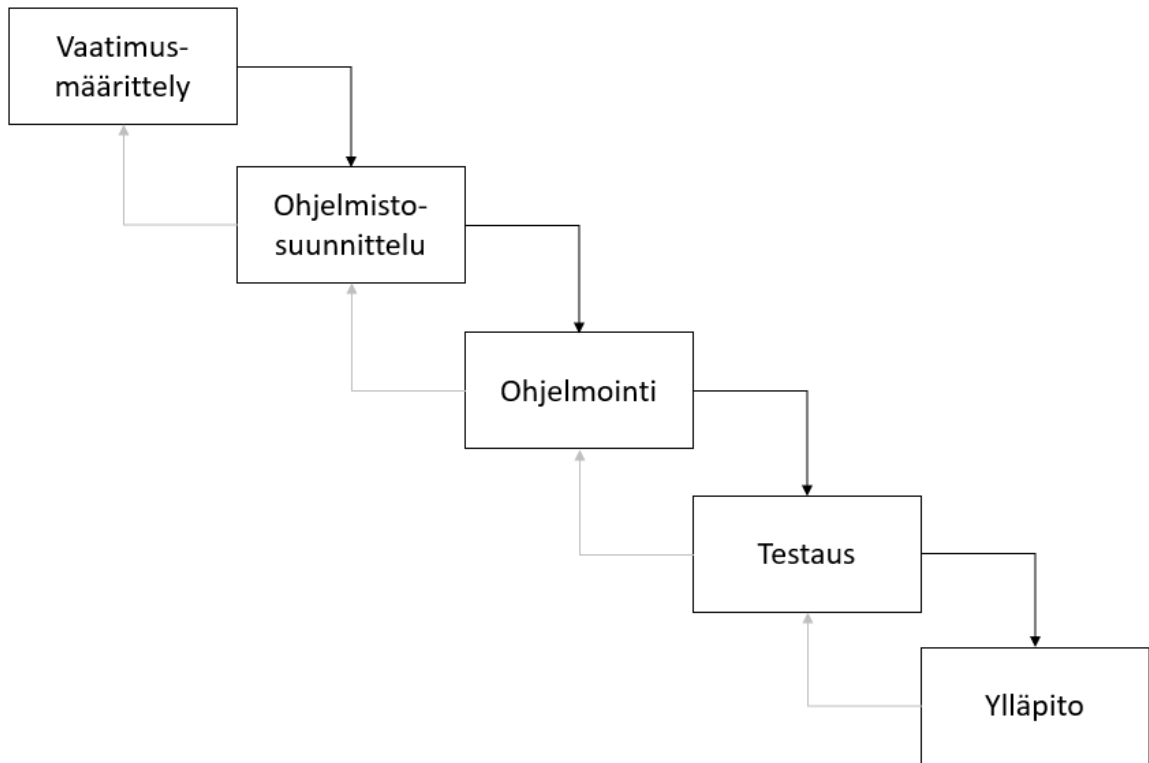 Vaatimus-
määrittely
Ohjelmisto-
suunnittelu
Ohjelmointi
Testaus
Ylläpito